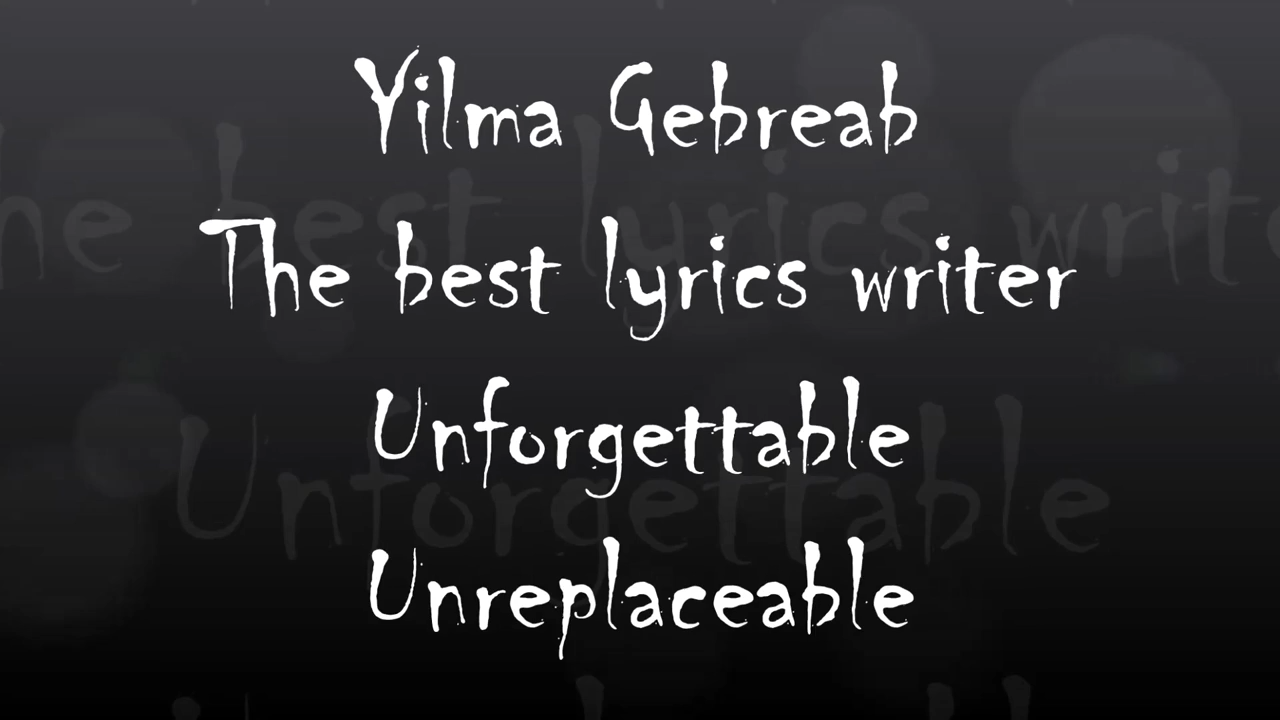 Yilma Gebreab
The best lyrics writer
Unforgettable
Unreplaceable